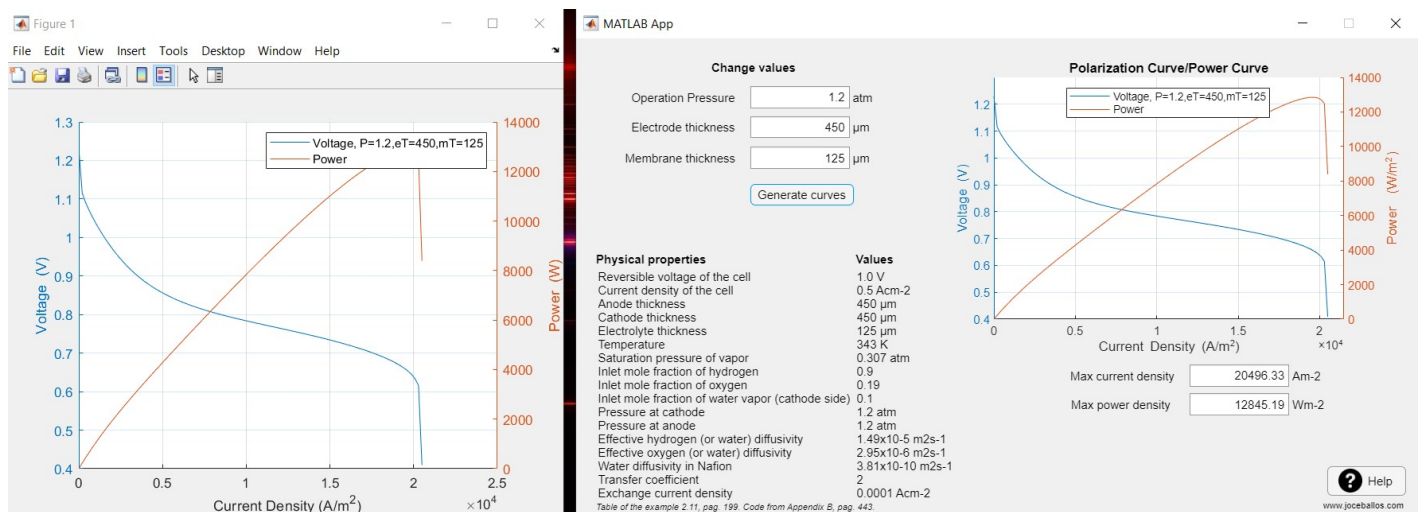 Figure 1
File Edit View Insert Tools Desktop Window Help
1.3
1.2
1.1
1
0.9
0.8
0.7
0.6
0.5
0.4
Voltage (V)
Voltage, P=1.2,eT=450,mT=125
Power
14000
12000
10000
8000
6000
4000
2000
0
Power (W)
0 0.5 1 1.5 2 2.5
Current Density (A/m²)
×10⁴
MATLAB App
Change values
Operation Pressure 1.2 atm
Electrode thickness 450 µm
Membrane thickness 125 µm
Generate curves
Physical properties Values
Reversible voltage of the cell 1.0 V
Current density of the cell 0.5 Acm-2
Anode thickness 450 µm
Cathode thickness 450 µm
Electrolyte thickness 125 µm
Temperature 343 K
Saturation pressure of vapor 0.307 atm
Inlet mole fraction of hydrogen 0.9
Inlet mole fraction of oxygen 0.19
Inlet mole fraction of water vapor (cathode side) 0.1
Pressure at cathode 1.2 atm
Pressure at anode 1.2 atm
Effective hydrogen (or water) diffusivity 1.49x10-5 m2s-1
Effective oxygen (or water) diffusivity 2.95x10-6 m2s-1
Water diffusivity in Nafion 3.81x10-10 m2s-1
Transfer coefficient 2
Exchange current density 0.0001 Acm-2
Table of the example 2.11, pag. 199. Code from Appendix B, pag. 443.
Polarization Curve/Power Curve
Voltage, P=1.2,eT=450,mT=125
Power
1.2
1.1
1
0.9
0.8
0.7
0.6
0.5
0.4
Voltage (V)
14000
12000
10000
8000
6000
4000
2000
0
Power (W/m²)
0 0.5 1 1.5 2
Current Density (A/m²)
×10⁴
Max current density 20496.33 Am-2
Max power density 12845.19 Wm-2
? Help
www.joceballos.com